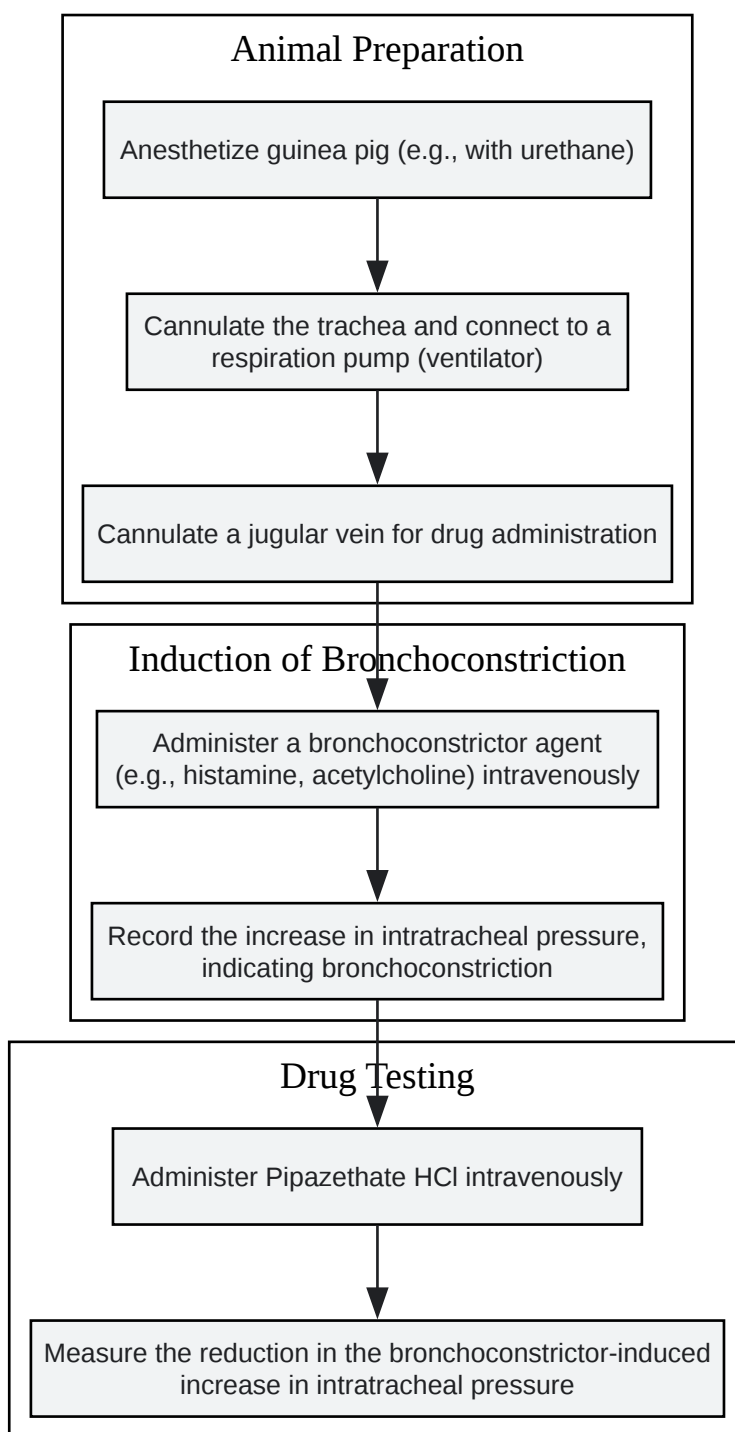 Animal Preparation
Anesthetize guinea pig (e.g., with urethane)
Cannulate the trachea and connect to a
respiration pump (ventilator)
Cannulate a jugular vein for drug administration
Induction of Bronchoconstriction
Administer a bronchoconstrictor agent
(e.g., histamine, acetylcholine) intravenously
Record the increase in intratracheal pressure,
indicating bronchoconstriction
Drug Testing
Administer Pipazethate HCl intravenously
Measure the reduction in the bronchoconstrictor-induced
increase in intratracheal pressure